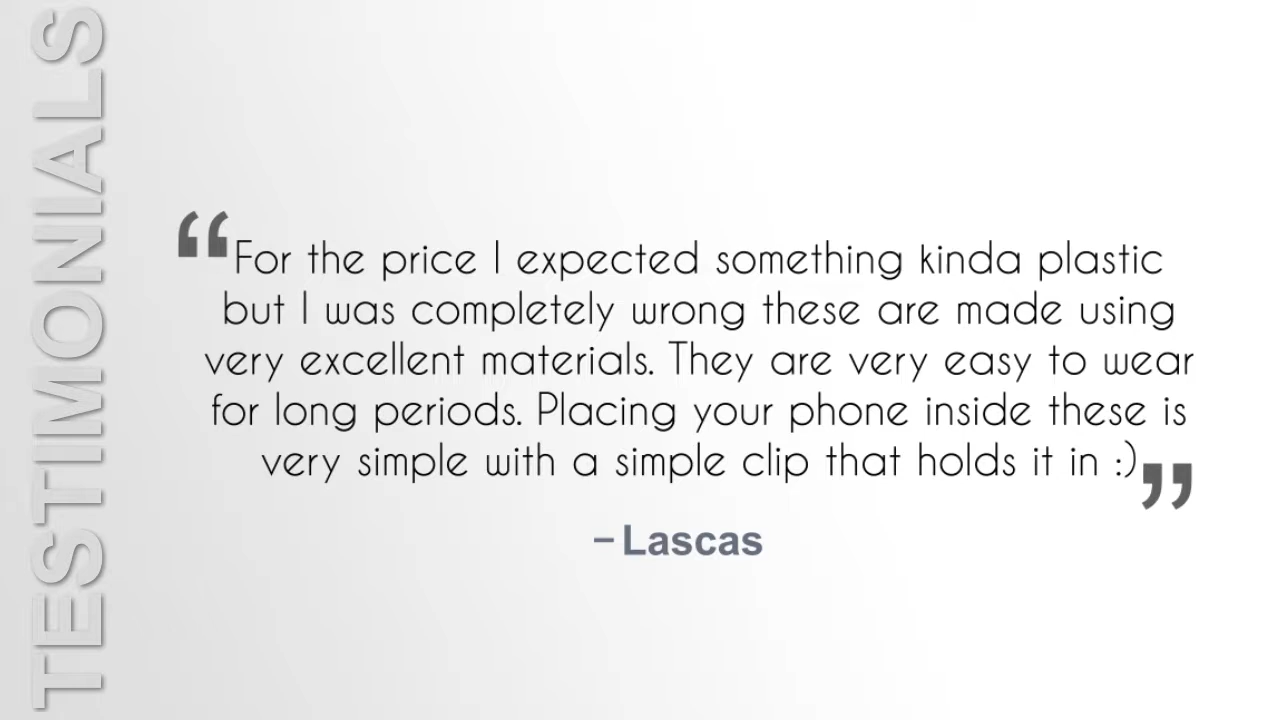 TESTIMONIALS
“For the price I expected something kinda plastic
but I was completely wrong these are made using
very excellent materials. They are very easy to wear
for long periods. Placing your phone inside these is
very simple with a simple clip that holds it in :)”
– Lascas